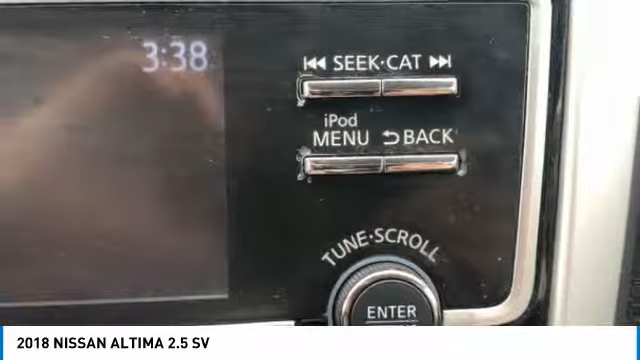 3:38
SEEK·CAT
iPod
MENU BACK
TUNE·SCROLL
ENTER
2018 NISSAN ALTIMA 2.5 SV